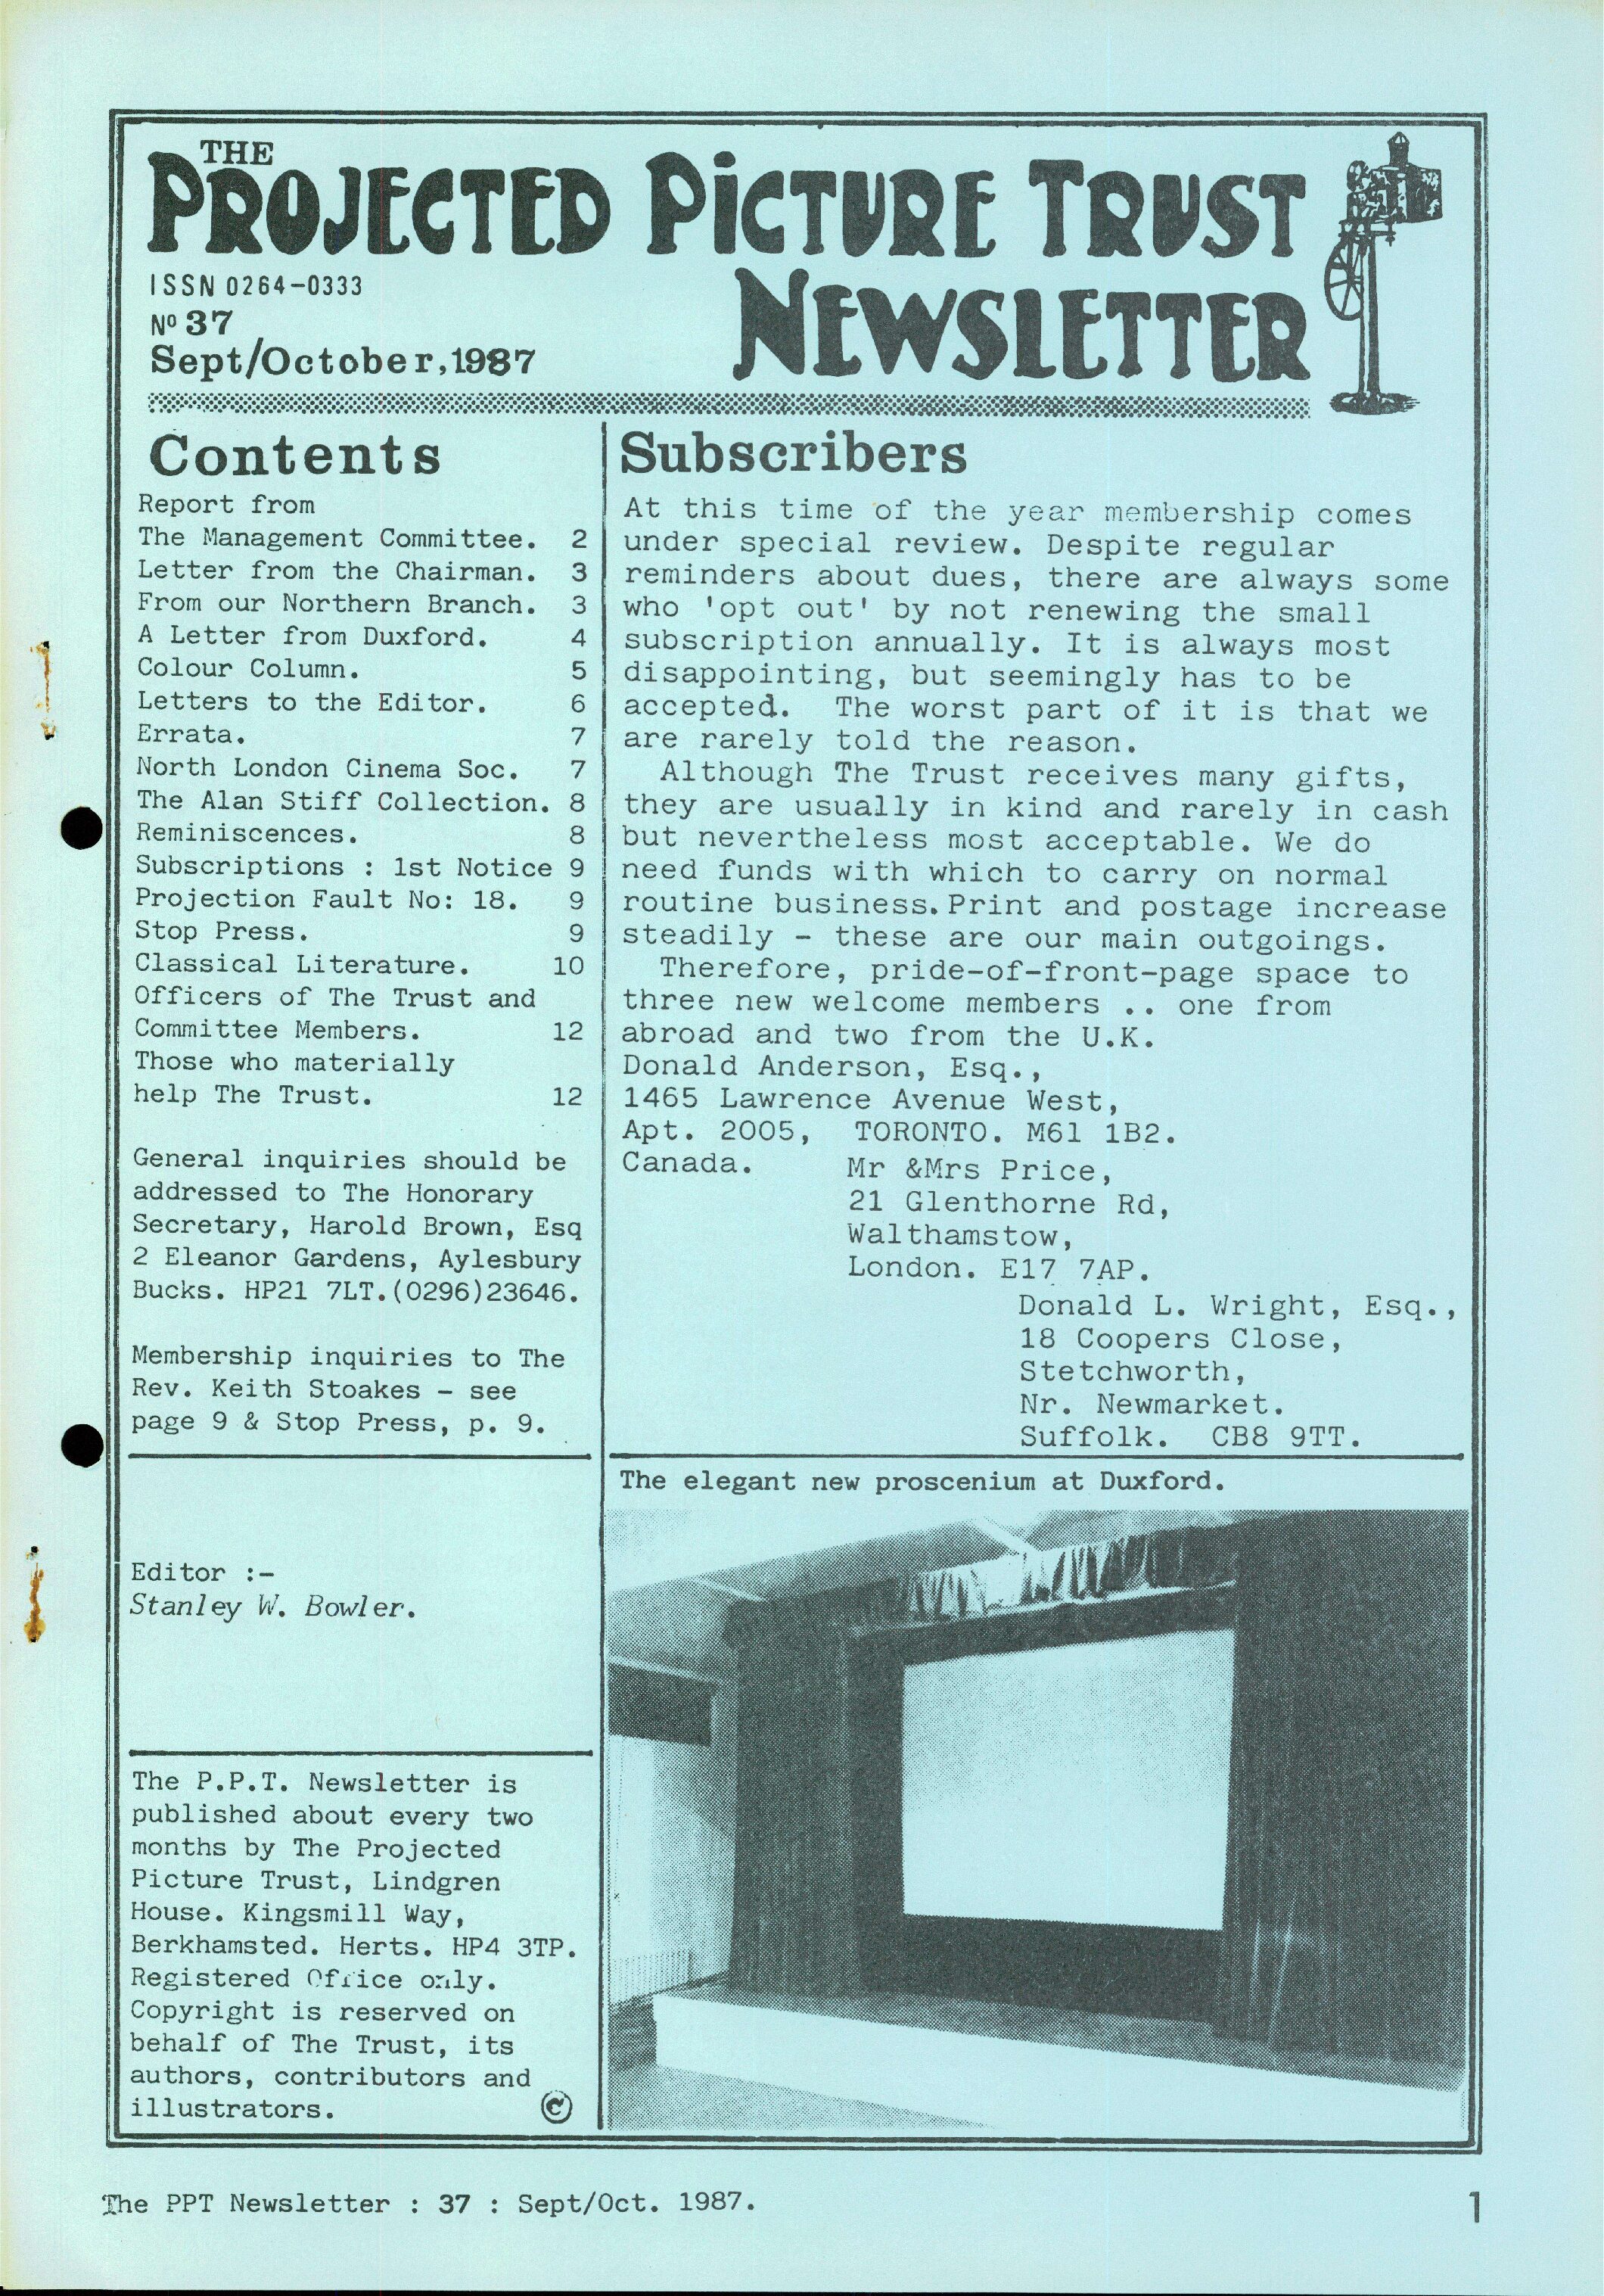 THE
PROJECTED PiCTURE TRUST
NEWSLETTER
ISSN 0264-0333
Nº 37
Sept/October,1987
Contents
Report from
The Management Committee. 2
Letter from the Chairman. 3
From our Northern Branch. 3
A Letter from Duxford. 4
Colour Column. 5
Letters to the Editor. 6
Errata. 7
North London Cinema Soc. 7
The Alan Stiff Collection. 8
Reminiscences. 8
Subscriptions : 1st Notice 9
Projection Fault No: 18. 9
Stop Press. 9
Classical Literature. 10
Officers of The Trust and
Committee Members. 12
Those who materially
help The Trust. 12
General inquiries should be
addressed to The Honorary
Secretary, Harold Brown, Esq
2 Eleanor Gardens, Aylesbury
Bucks. HP21 7LT.(0296)23646.
Membership inquiries to The
Rev. Keith Stoakes - see
page 9 & Stop Press, p. 9.
Editor :-
Stanley W. Bowler.
The P.P.T. Newsletter is
published about every two
months by The Projected
Picture Trust, Lindgren
House. Kingsmill Way,
Berkhamsted. Herts. HP4 3TP.
Registered Office only.
Copyright is reserved on
behalf of The Trust, its
authors, contributors and
illustrators. ©
Subscribers
At this time of the year membership comes
under special review. Despite regular
reminders about dues, there are always some
who 'opt out' by not renewing the small
subscription annually. It is always most
disappointing, but seemingly has to be
accepted. The worst part of it is that we
are rarely told the reason.
Although The Trust receives many gifts,
they are usually in kind and rarely in cash
but nevertheless most acceptable. We do
need funds with which to carry on normal
routine business.Print and postage increase
steadily - these are our main outgoings.
Therefore, pride-of-front-page space to
three new welcome members .. one from
abroad and two from the U.K.
Donald Anderson, Esq.,
1465 Lawrence Avenue West,
Apt. 2005, TORONTO. M6l 1B2.
Canada.
Mr &Mrs Price,
21 Glenthorne Rd,
Walthamstow,
London. E17 7AP.
Donald L. Wright, Esq.,
18 Coopers Close,
Stetchworth,
Nr. Newmarket.
Suffolk. CB8 9TT.
The elegant new proscenium at Duxford.
The PPT Newsletter : 37 : Sept/Oct. 1987.
1